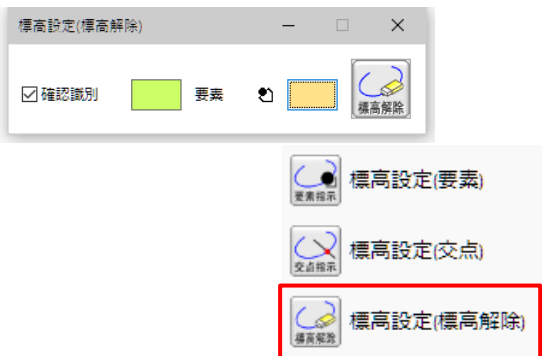 標高設定(標高解除)
確認識別
要素
標高解除
要素指示
標高設定(要素)
交点指示
標高設定(交点)
標高解除
標高設定(標高解除)